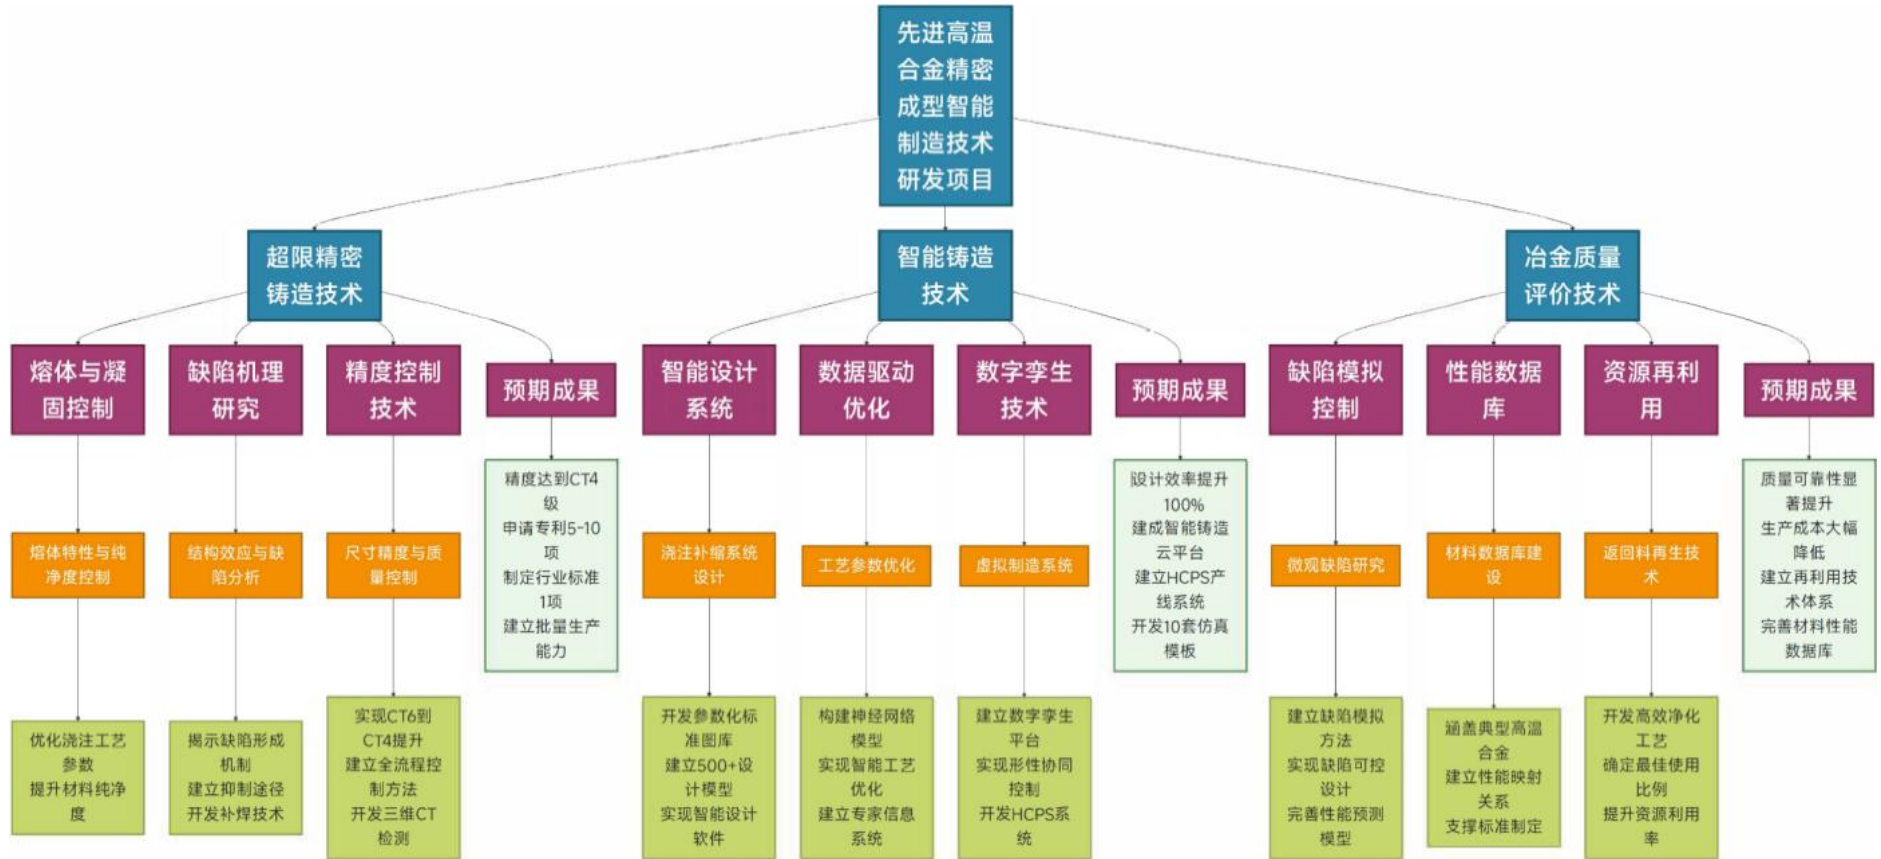 先进高温
合金精密
成型智能
制造技术
研发项目
超限精密
铸造技术
智能铸造
技术
冶金质量
评价技术
熔体与凝
固控制
缺陷机理
研究
精度控制
技术
预期成果
智能设计
系统
数据驱动
优化
数字孪生
技术
预期成果
缺陷模拟
控制
性能数据
库
资源再利
用
预期成果
熔体特性与纯
净度控制
结构效应与缺
陷分析
尺寸精度与质
量控制
精度达到CT4
级
申请专利5-10
项
制定行业标准
1项
建立批量生产
能力
浇注补缩系统
设计
工艺参数优化
虚拟制造系统
设计效率提升
100%
建成智能铸造
云平台
建立HCPS产
线系统
开发10套仿真
模板
微观缺陷研究
材料数据库建
设
返回料再生技
术
质量可靠性显
著提升
生产成本大幅
降低
建立再利用技
术体系
完善材料性能
数据库
优化浇注工艺
参数
提升材料纯净
度
揭示缺陷形成
机制
建立抑制途径
开发补焊技术
实现CT6到
CT4提升
建立全流程控
制方法
开发三维CT
检测
开发参数化标
准图库
建立500+设
计模型
实现智能设计
软件
构建神经网络
模型
实现智能工艺
优化
建立专家信息
系统
建立数字孪生
平台
实现形性协同
控制
开发HCPS系
统
建立缺陷模拟
方法
实现缺陷可控
设计
完善性能预测
模型
涵盖典型高温
合金
建立性能映射
关系
支撑标准制定
开发高效净化
工艺
确定最佳使用
比例
提升资源利用
率